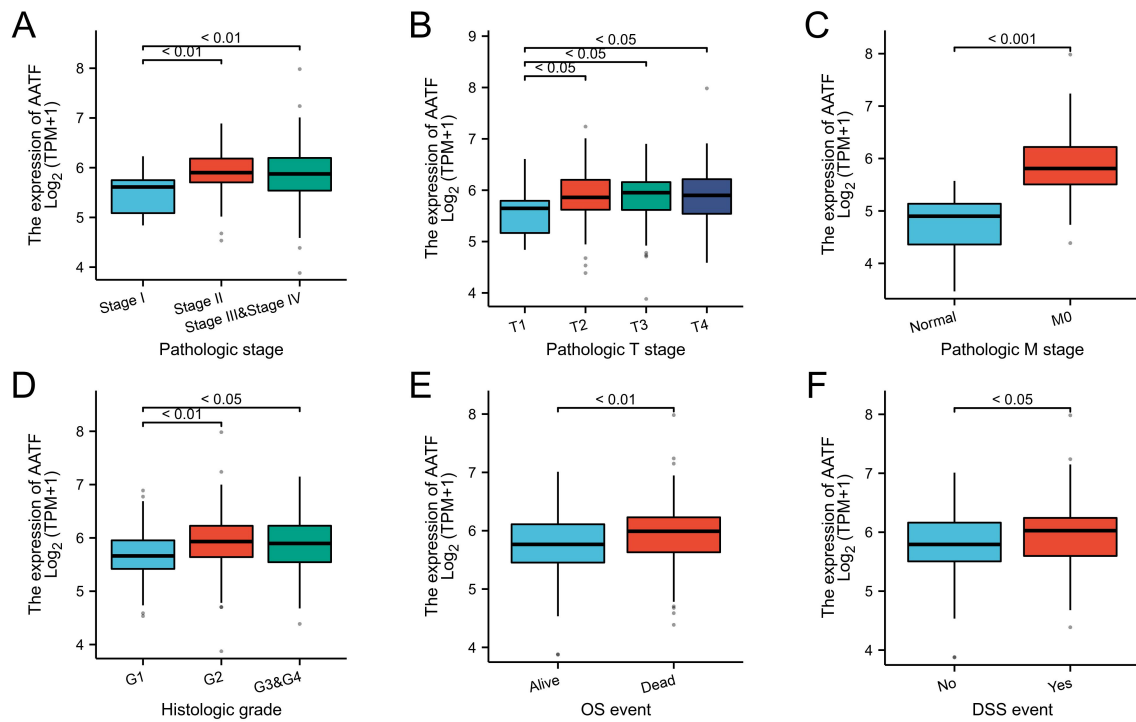 A
The expression of AATF
Log2 (TPM+1)
8
7
6
5
4
< 0.01
< 0.01
Stage I
Stage II
Stage III&Stage IV
Pathologic stage
B
The expression of AATF
Log2 (TPM+1)
9
8
7
6
5
4
< 0.05
< 0.05
< 0.05
T1
T2
T3
T4
Pathologic T stage
C
The expression of AATF
Log2 (TPM+1)
8
7
6
5
4
< 0.001
Normal
M0
Pathologic M stage
D
The expression of AATF
Log2 (TPM+1)
8
7
6
5
4
< 0.05
< 0.01
G1
G2
G3&G4
Histologic grade
E
The expression of AATF
Log2 (TPM+1)
8
7
6
5
4
< 0.01
Alive
Dead
OS event
F
The expression of AATF
Log2 (TPM+1)
8
7
6
5
4
< 0.05
No
Yes
DSS event